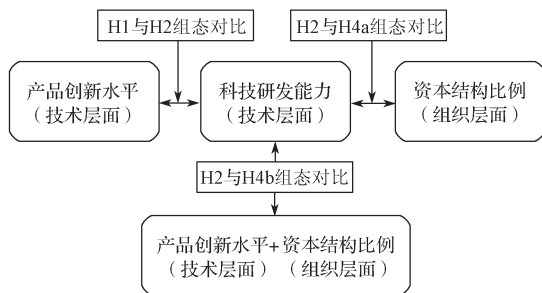 H1与H2组态对比
H2与H4a组态对比
产品创新水平
（技术层面）
科技研发能力
（技术层面）
资本结构比例
（组织层面）
H2与H4b组态对比
产品创新水平+资本结构比例
（技术层面）（组织层面）